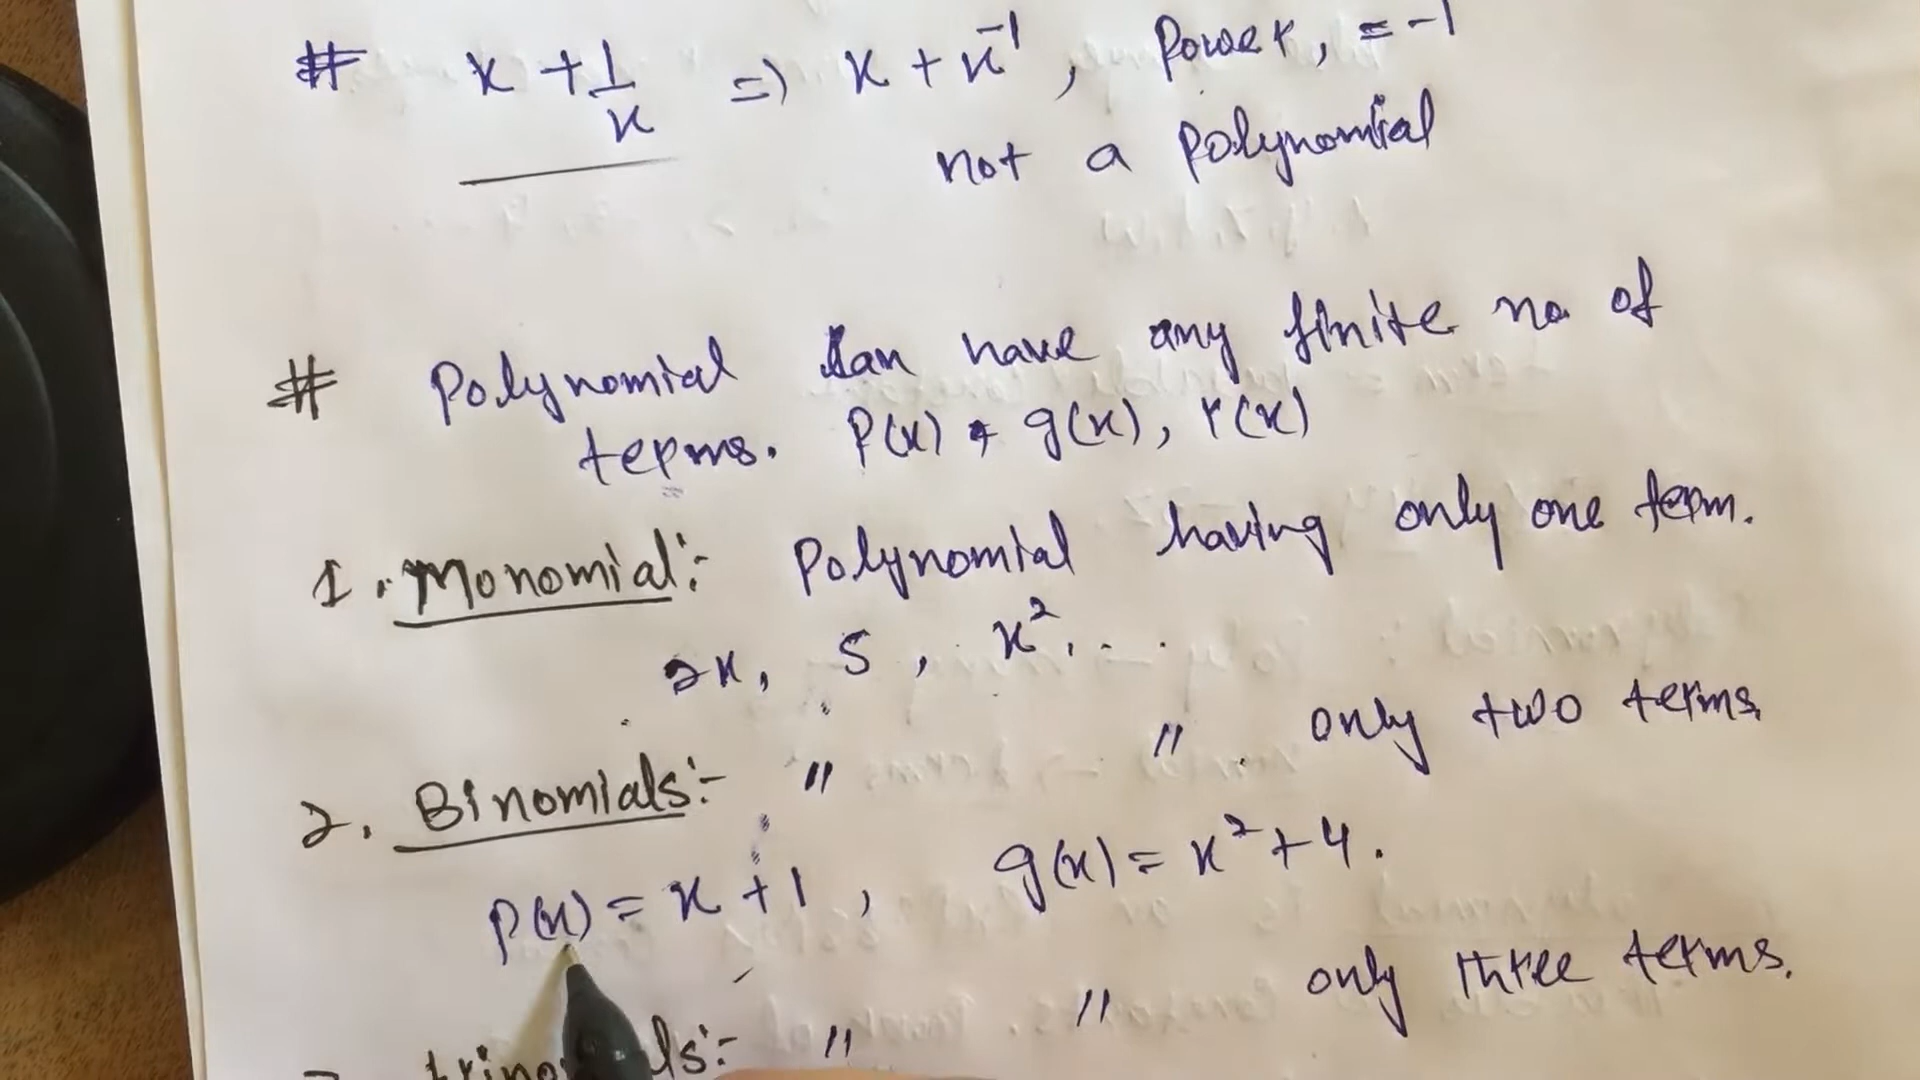 # x + 1/x => x + x⁻¹, Power, = -1
not a polynomial
# Polynomial can have any finite no. of
terms. P(x), g(x), r(x)
1. Monomial:- Polynomial having only one term.
2x, 5, x², ...
2. Binomials:- " " only two terms.
P(x) = x + 1, g(x) = x² + 4.
" " only three terms.